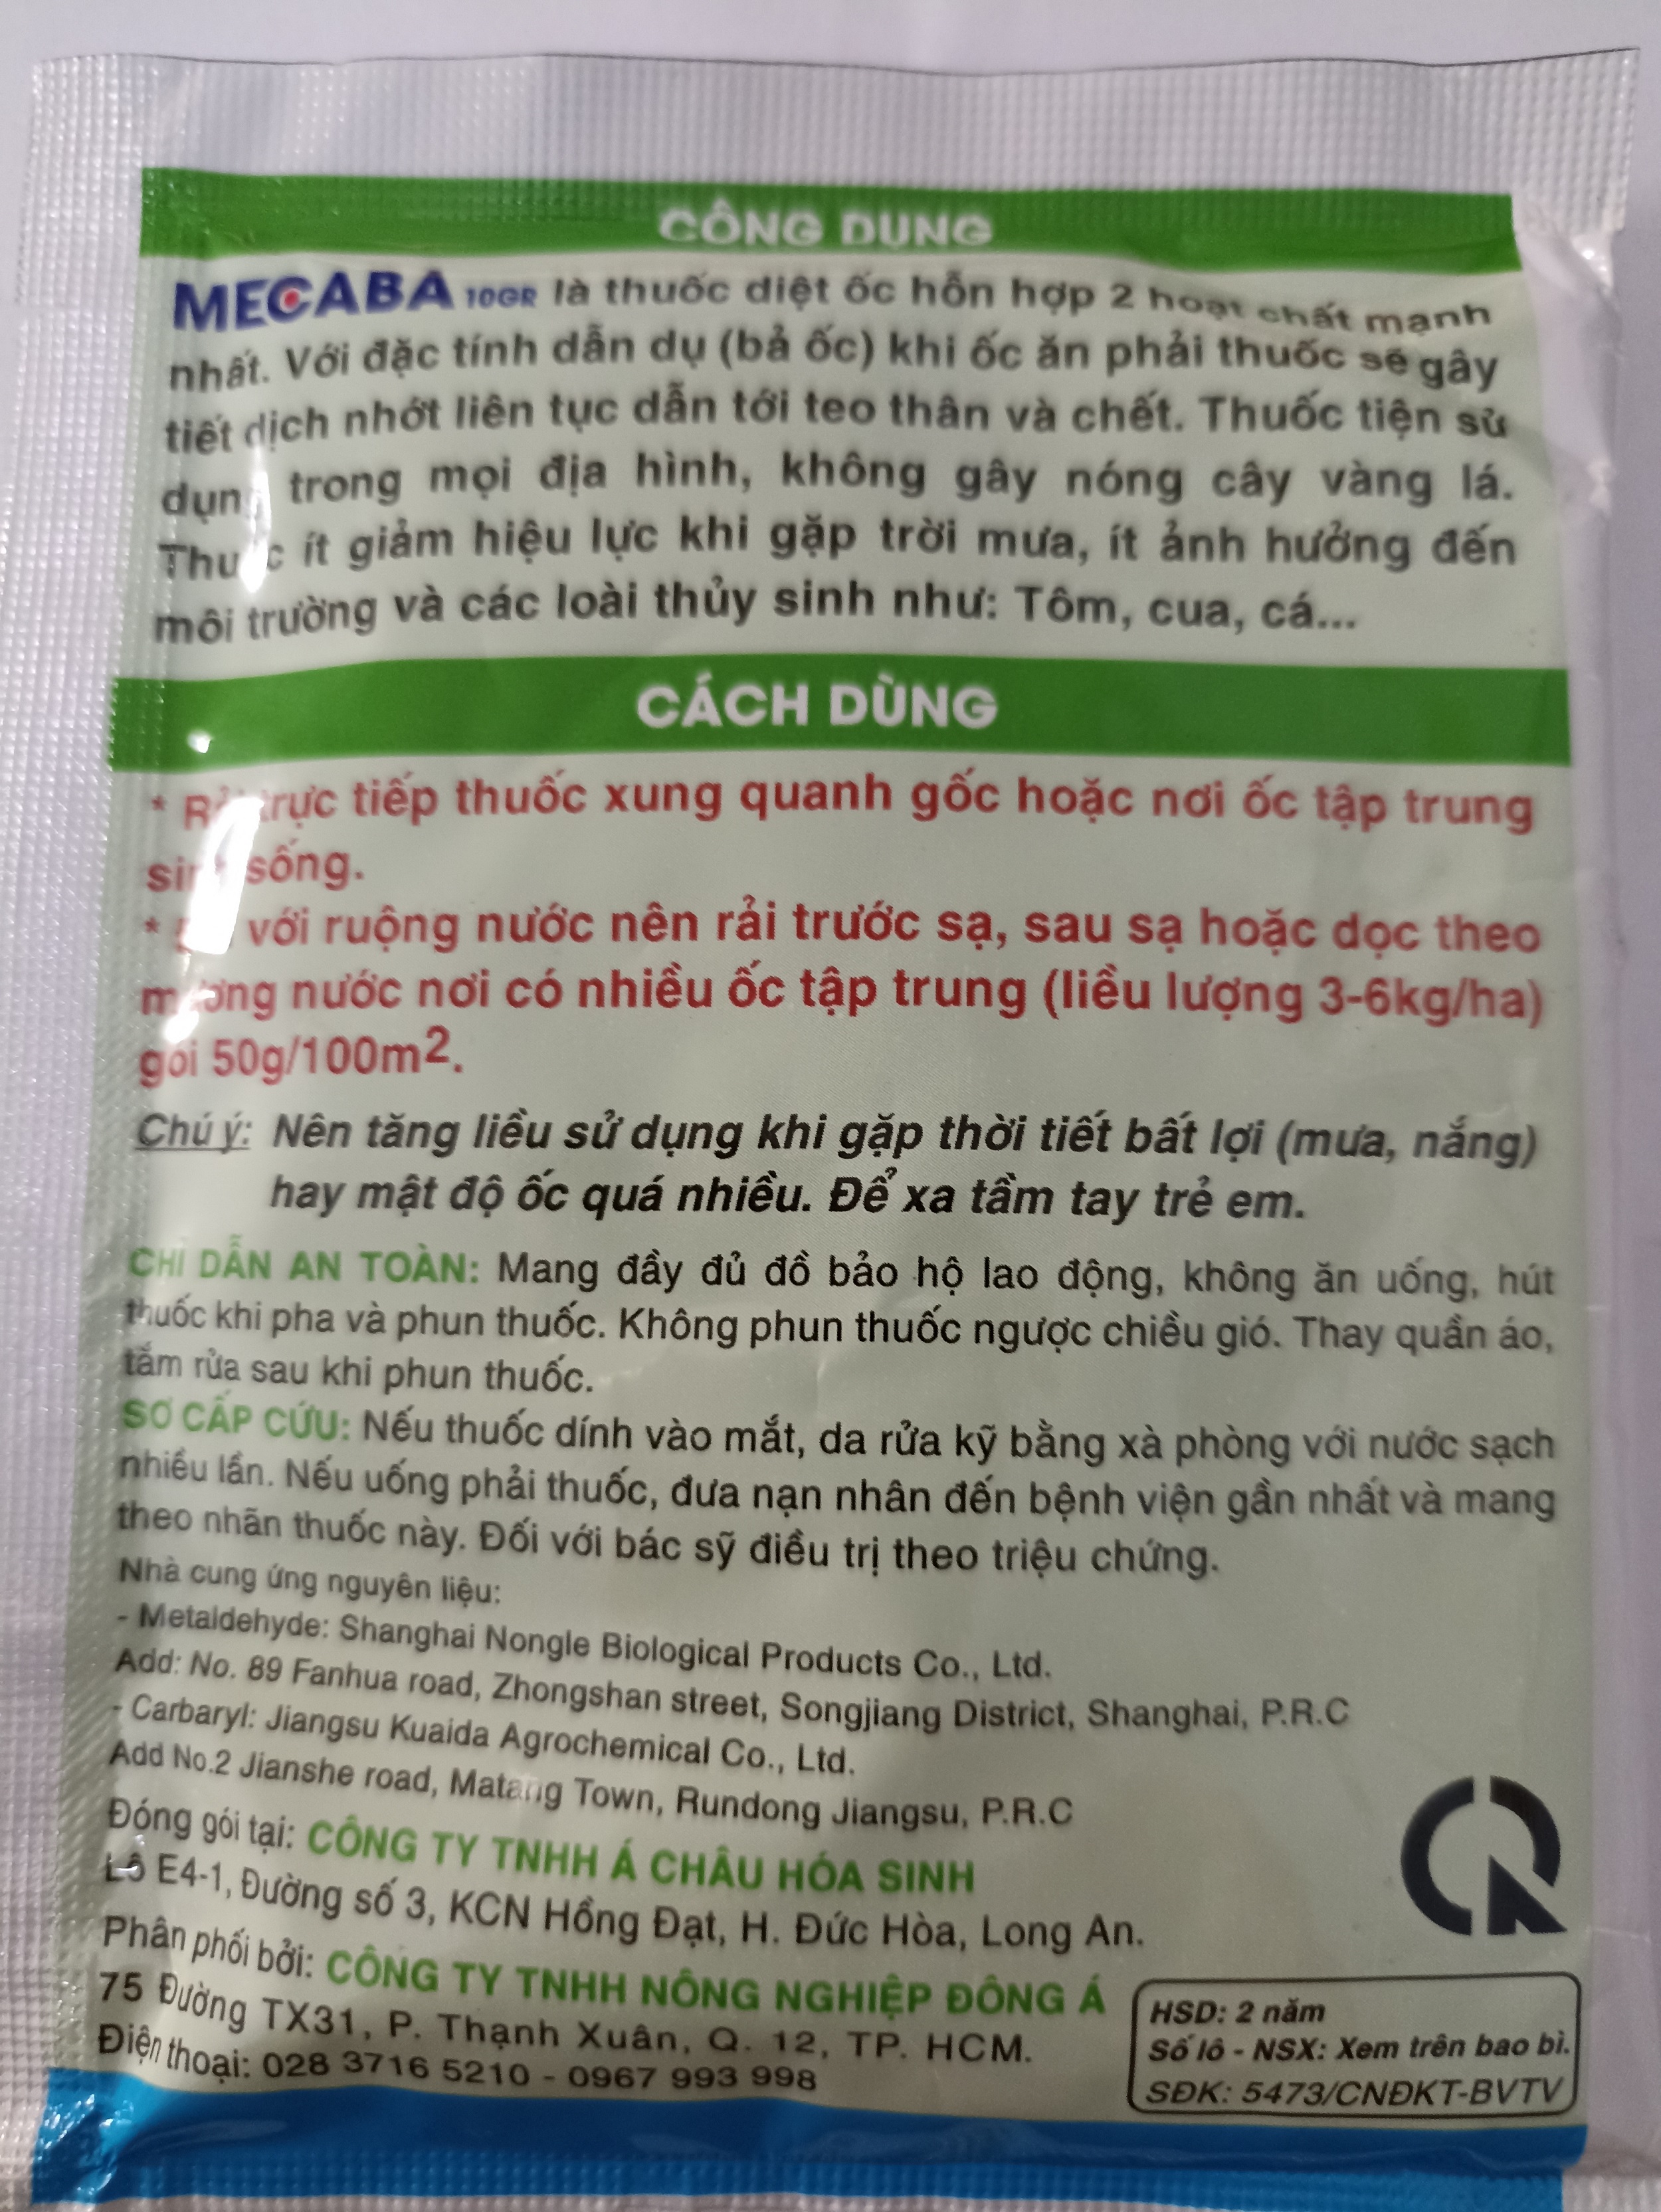 CÔNG DỤNG
MECABA 10GR là thuốc diệt ốc hỗn hợp 2 hoạt chất mạnh
nhất. Với đặc tính dẫn dụ (bả ốc) khi ốc ăn phải thuốc sẽ gây
tiết dịch nhớt liên tục dẫn tới teo thân và chết. Thuốc tiện sử
trong mọi địa hình, không gây nóng cây vàng lá.
ít giảm hiệu lực khi gặp trời mưa, ít ảnh hưởng đến
môi trường và các loài thủy sinh như: Tôm, cua, cá...
CÁCH DÙNG
* trực tiếp thuốc xung quanh gốc hoặc nơi ốc tập trung
sống.
* với ruộng nước nên rải trước sạ, sau sạ hoặc dọc theo
mương nước nơi có nhiều ốc tập trung (liều lượng 3-6kg/ha)
gói 50g/100m2.
Chú ý: Nên tăng liều sử dụng khi gặp thời tiết bất lợi (mưa, nắng)
hay mật độ ốc quá nhiều. Để xa tầm tay trẻ em.
CHỈ DẪN AN TOÀN: Mang đầy đủ đồ bảo hộ lao động, không ăn uống, hút
thuốc khi pha và phun thuốc. Không phun thuốc ngược chiều gió. Thay quần áo,
tắm rửa sau khi phun thuốc.
SƠ CẤP CỨU: Nếu thuốc dính vào mắt, da rửa kỹ bằng xà phòng với nước sạch
nhiều lần. Nếu uống phải thuốc, đưa nạn nhân đến bệnh viện gần nhất và mang
theo nhãn thuốc này. Đối với bác sỹ điều trị theo triệu chứng.
Nhà cung ứng nguyên liệu:
- Metaldehyde: Shanghai Nongle Biological Products Co., Ltd.
Add: No. 89 Fanhua road, Zhongshan street, Songjiang District, Shanghai, P.R.C
- Carbaryl: Jiangsu Kuaida Agrochemical Co., Ltd.
Add No.2 Jianshe road, Matang Town, Rundong Jiangsu, P.R.C
Đóng gói tại: CÔNG TY TNHH Á CHÂU HÓA SINH
Lô E4-1, Đường số 3, KCN Hồng Đạt, H. Đức Hòa, Long An.
Phân phối bởi: CÔNG TY TNHH NÔNG NGHIỆP ĐÔNG Á
75 Đường TX31, P. Thạnh Xuân, Q. 12, TP. HCM.
Điện thoại: 028 3716 5210 - 0967 993 998
HSD: 2 năm
Số lô - NSX: Xem trên bao bì.
SĐK: 5473/CNĐKT-BVTV